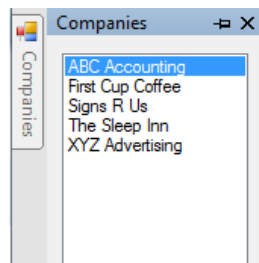 Companies
Companies
ABC Accounting
First Cup Coffee
Signs R Us
The Sleep Inn
XYZ Advertising